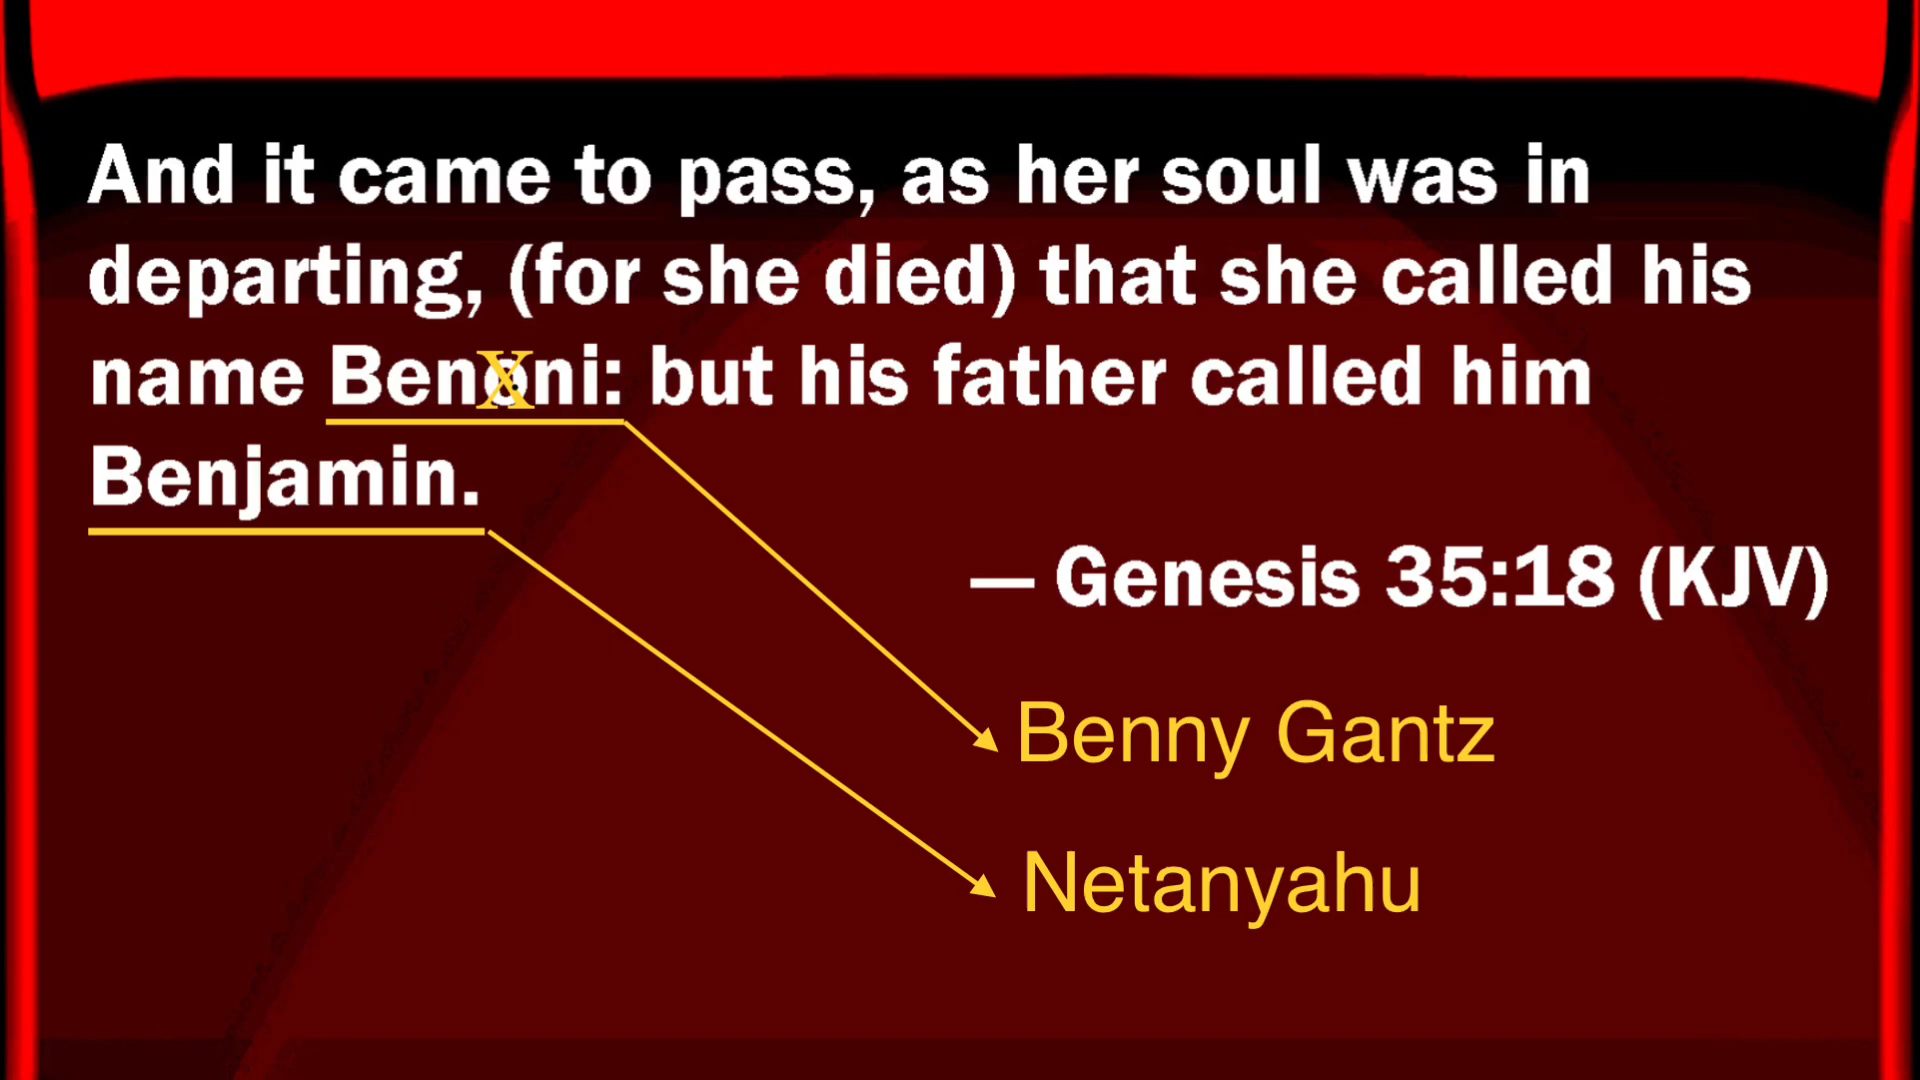 And it came to pass, as her soul was in
departing, (for she died) that she called his
name Benoni: but his father called him
Benjamin.
— Genesis 35:18 (KJV)
X
Benny Gantz
Netanyahu